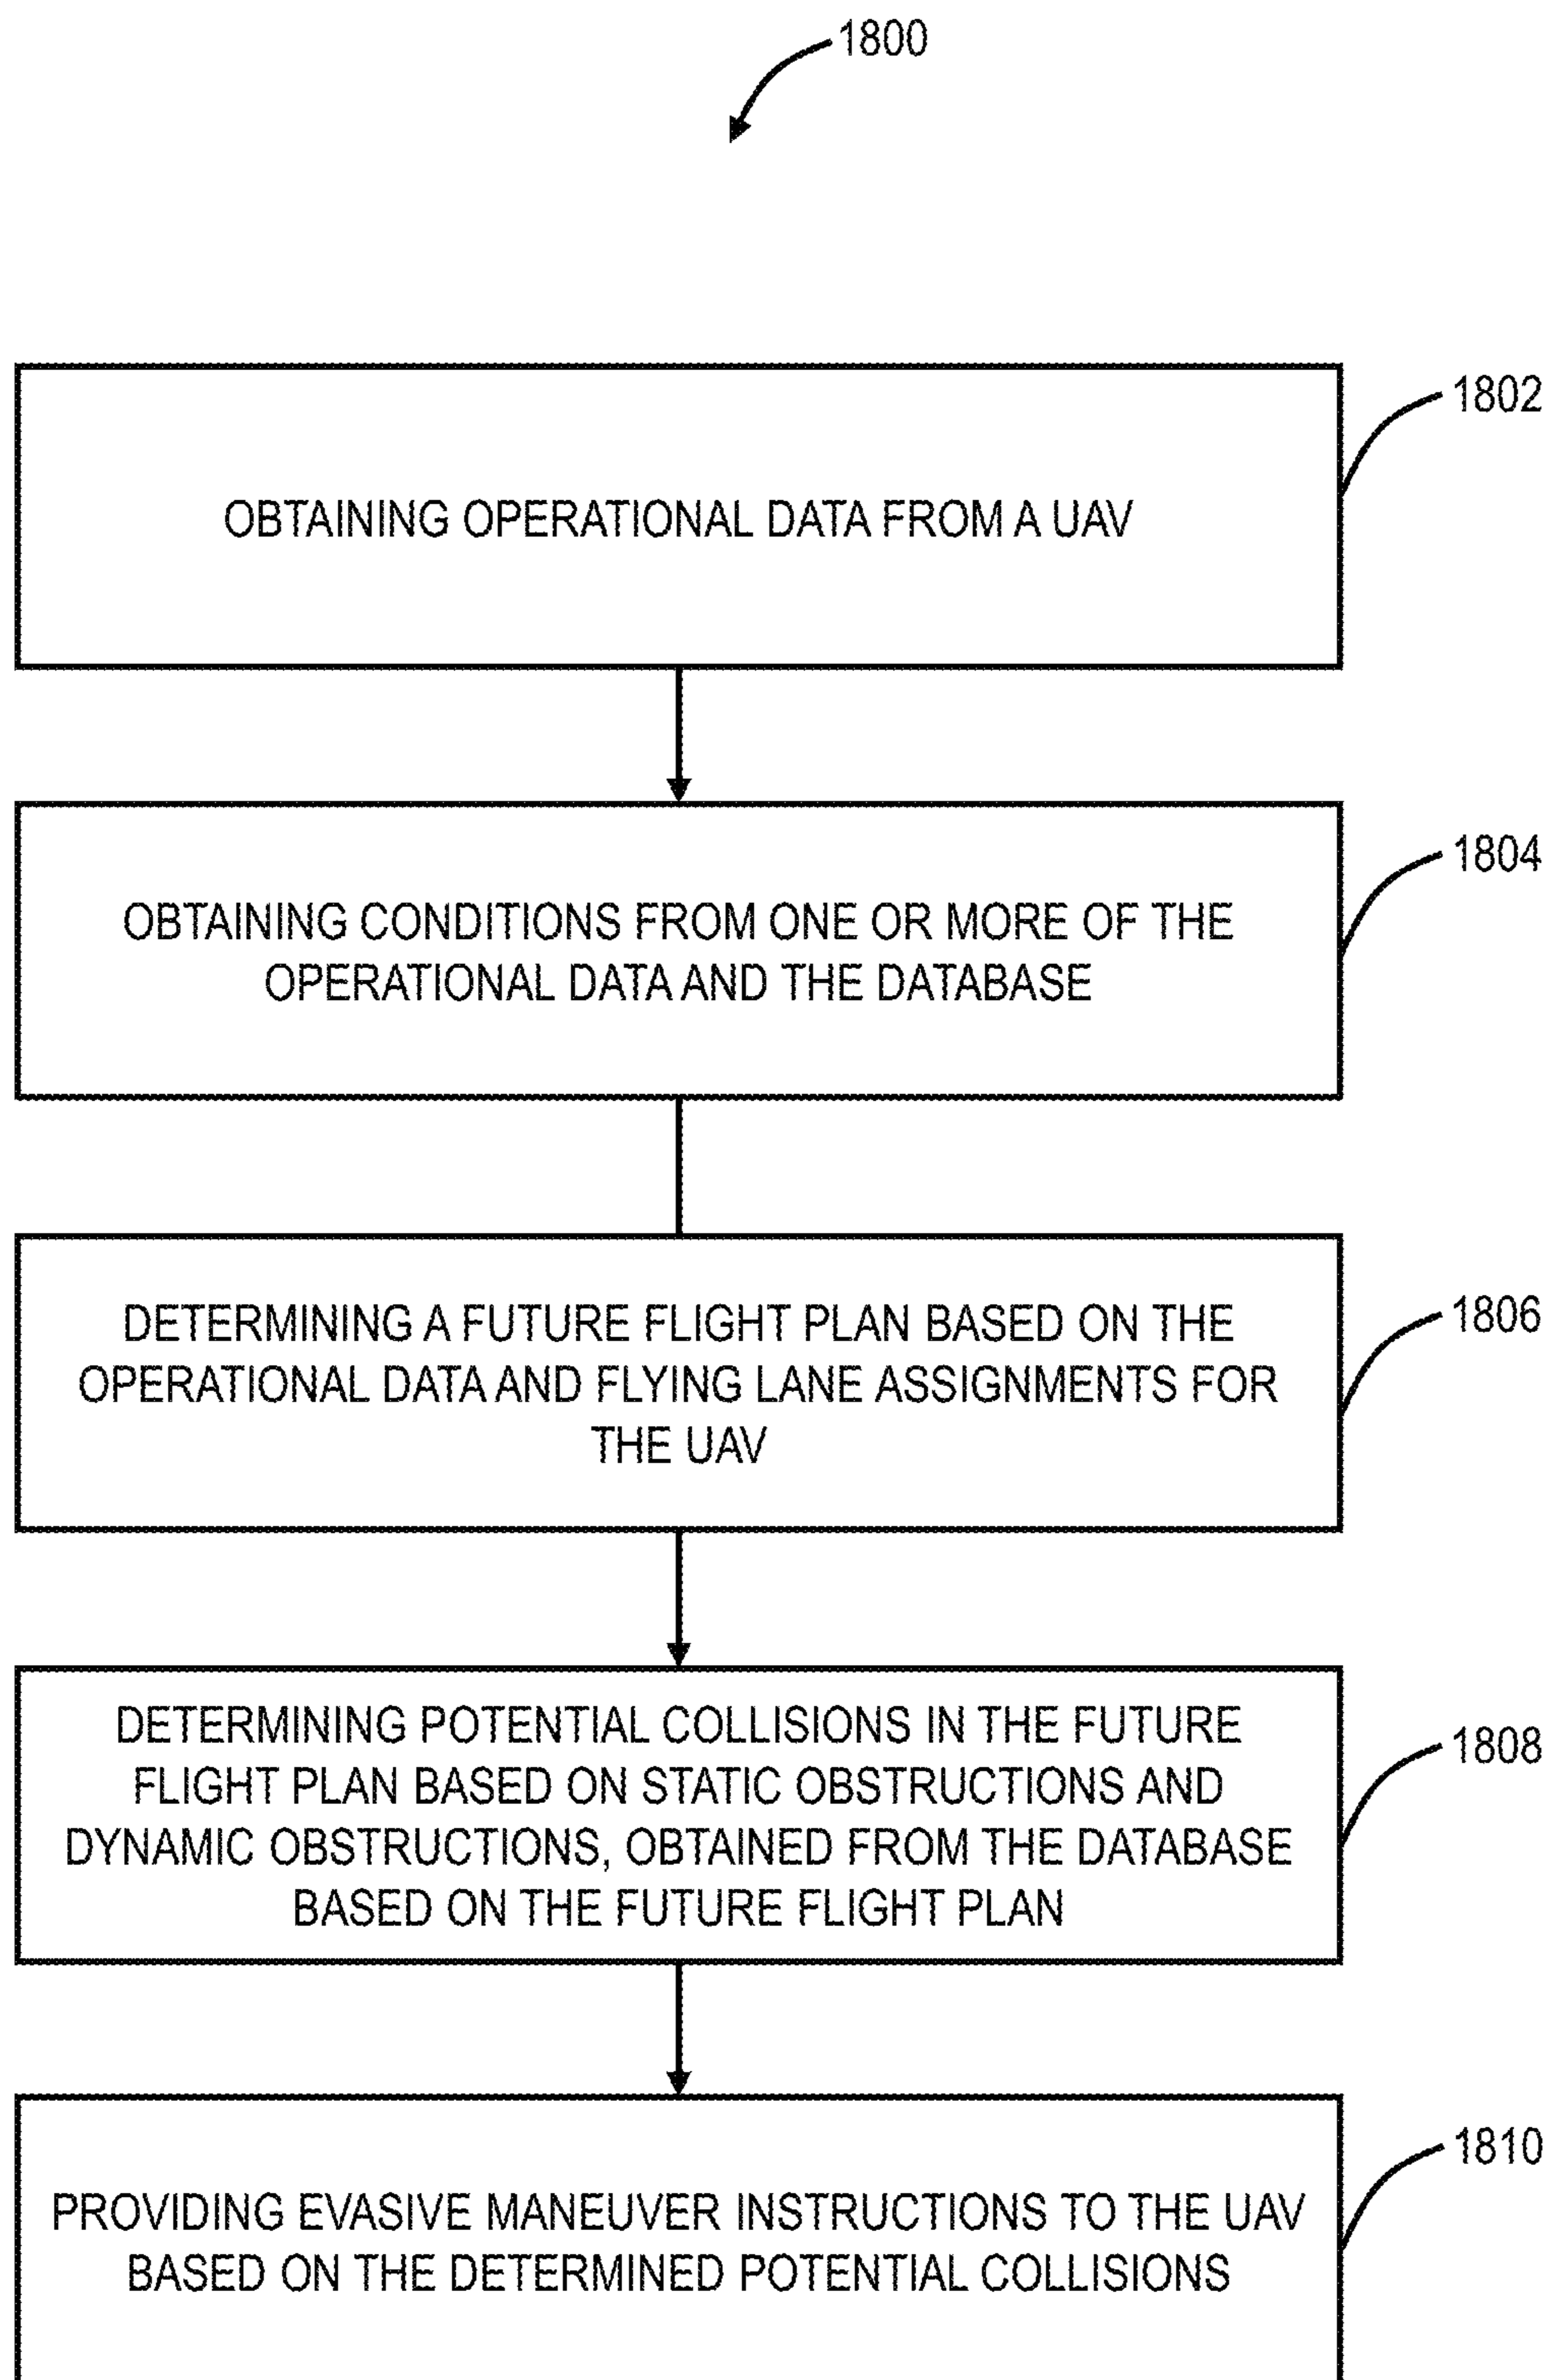 1800
1802
OBTAINING OPERATIONAL DATA FROM A UAV
1804
OBTAINING CONDITIONS FROM ONE OR MORE OF THE
OPERATIONAL DATA AND THE DATABASE
1806
DETERMINING A FUTURE FLIGHT PLAN BASED ON THE
OPERATIONAL DATA AND FLYING LANE ASSIGNMENTS FOR
THE UAV
1808
DETERMINING POTENTIAL COLLISIONS IN THE FUTURE
FLIGHT PLAN BASED ON STATIC OBSTRUCTIONS AND
DYNAMIC OBSTRUCTIONS, OBTAINED FROM THE DATABASE
BASED ON THE FUTURE FLIGHT PLAN
1810
PROVIDING EVASIVE MANEUVER INSTRUCTIONS TO THE UAV
BASED ON THE DETERMINED POTENTIAL COLLISIONS